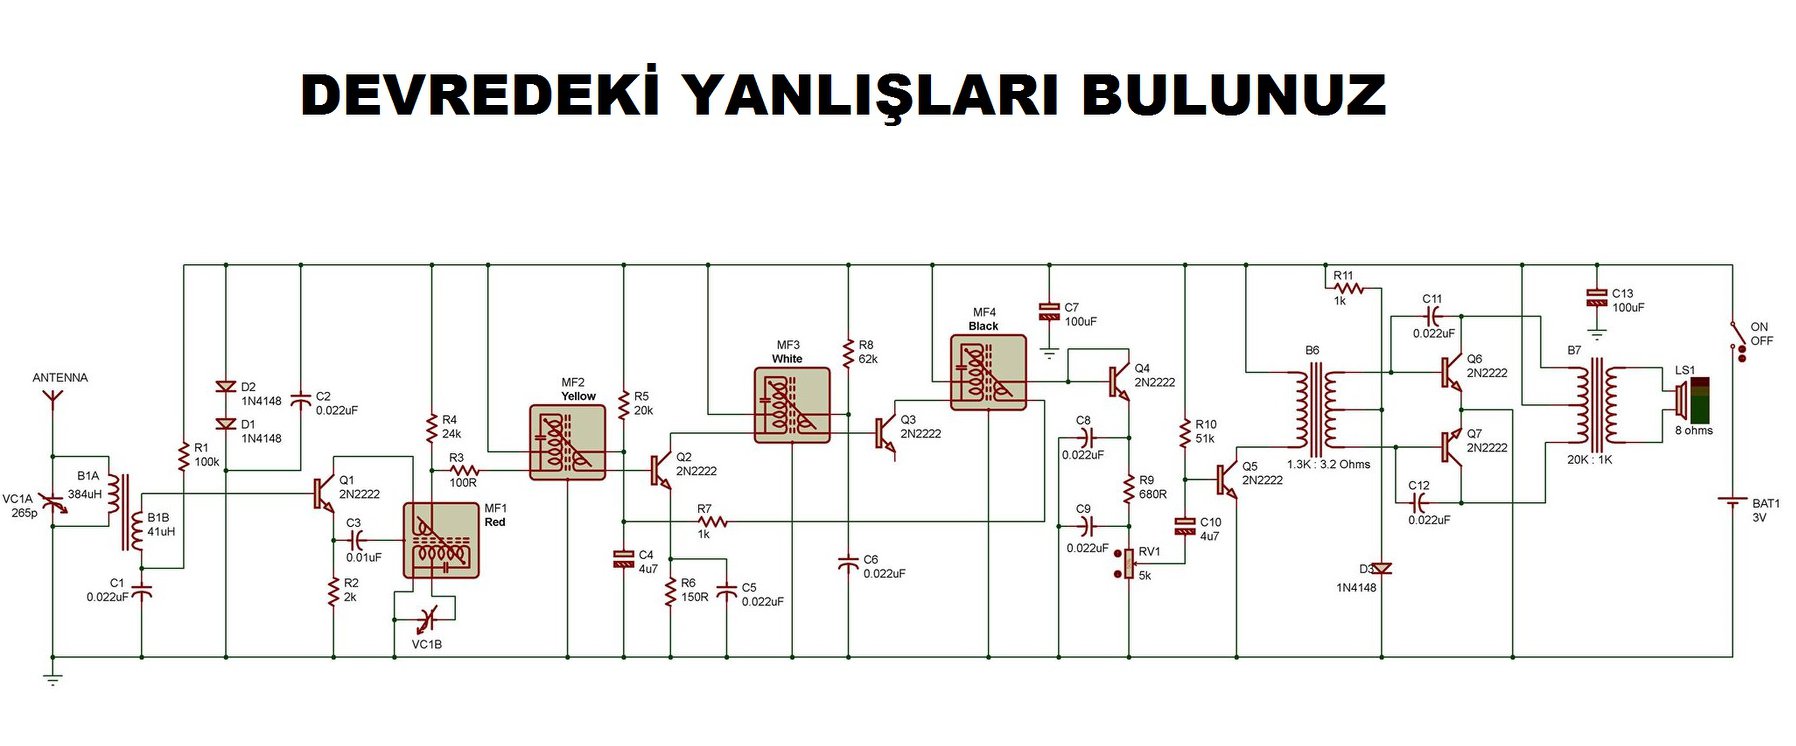 DEVREDEKİ YANLIŞLARI BULUNUZ
ANTENNA
VC1A
265p
B1A
384uH
B1B
41uH
C1
0.022uF
R1
100k
D2
1N4148
D1
1N4148
C2
0.022uF
Q1
2N2222
C3
0.01uF
R2
2k
R4
24k
R3
100R
MF1
Red
VC1B
MF2
Yellow
R5
20k
C4
4u7
Q2
2N2222
R7
1k
R6
150R
C5
0.022uF
MF3
White
R8
62k
C6
0.022uF
Q3
2N2222
MF4
Black
C7
100uF
Q4
2N2222
C8
0.022uF
R9
680R
C9
0.022uF
RV1
5k
R10
51k
C10
4u7
Q5
2N2222
B6
1.3K : 3.2 Ohms
R11
1k
D3
1N4148
C11
0.022uF
Q6
2N2222
Q7
2N2222
C12
0.022uF
B7
20K : 1K
C13
100uF
LS1
8 ohms
ON
OFF
BAT1
3V